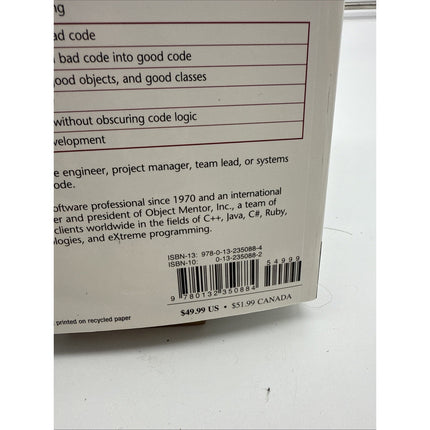 ng
ad code
bad code into good code
good objects, and good classes
without obscuring code logic
velopment
e engineer, project manager, team lead, or systems
ode.
software professional since 1970 and an international
er and president of Object Mentor, Inc., a team of
clients worldwide in the fields of C++, Java, C#, Ruby,
ologies, and eXtreme programming.
ISBN-13: 978-0-13-235088-4
ISBN-10: 0-13-235088-2
54999
9 780132 350884
$49.99 US • $51.99 CANADA
printed on recycled paper